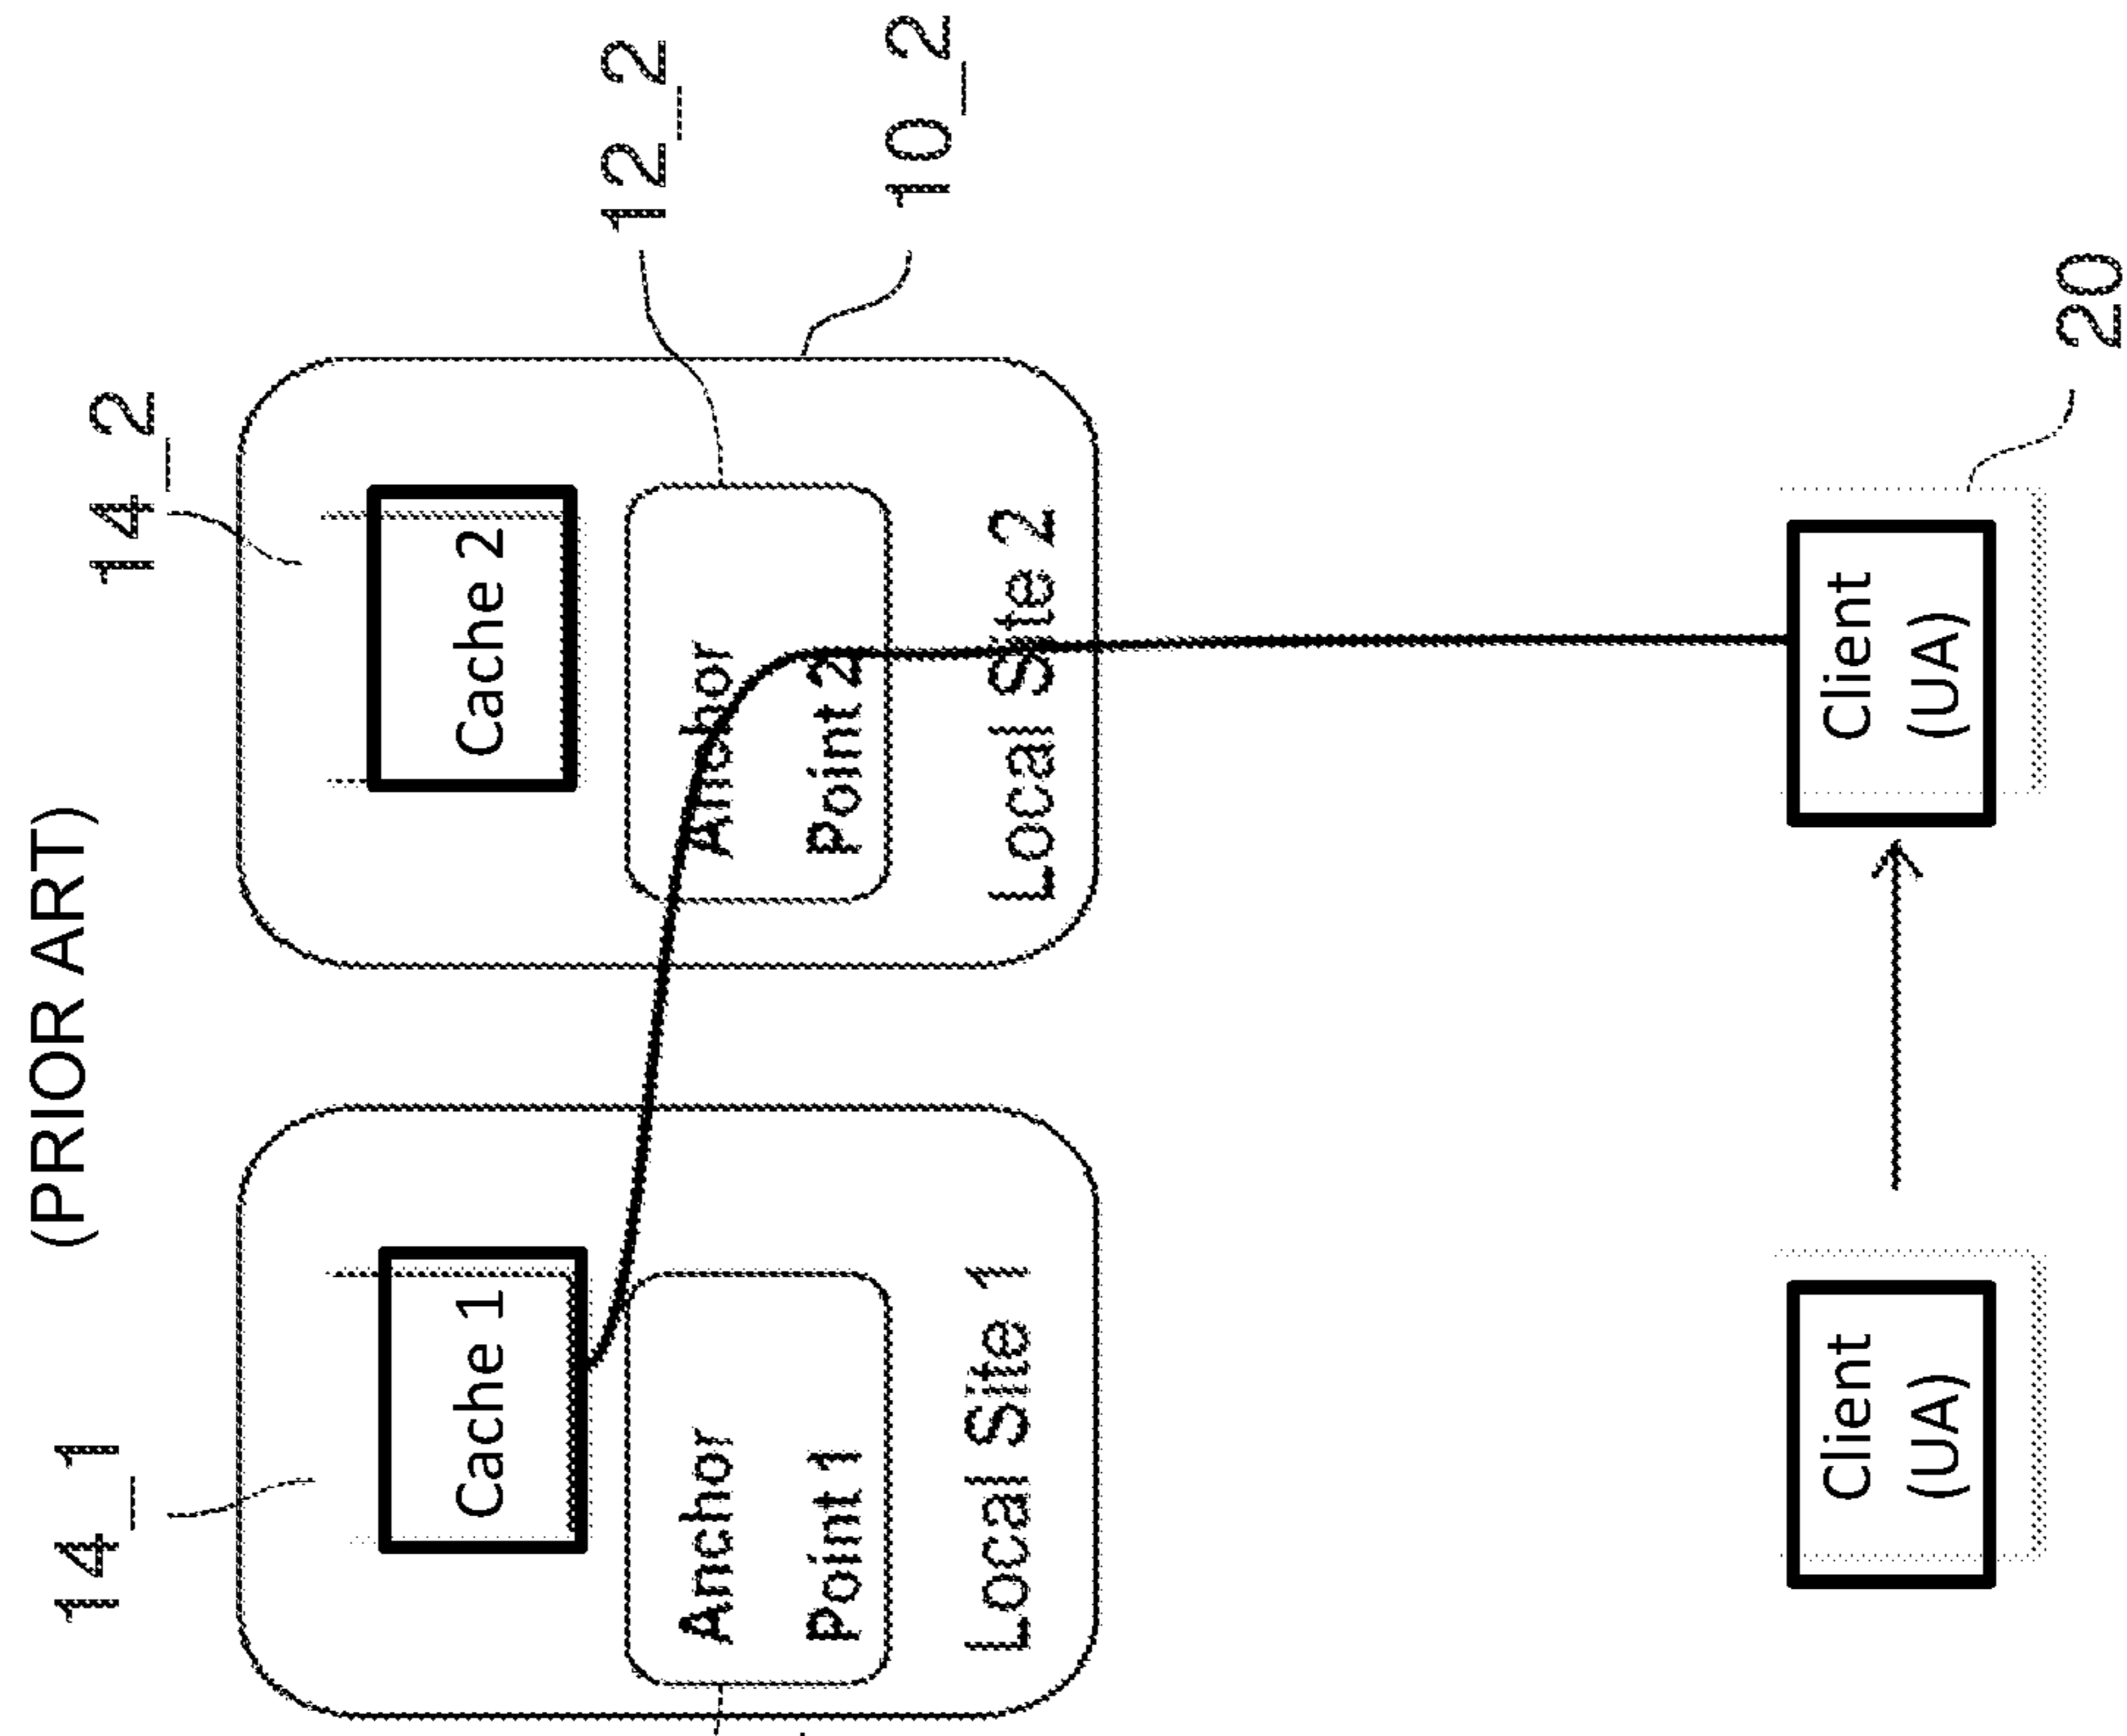 (PRIOR ART)
14_1
14_2
Cache 1
Cache 2
12_2
Anchor
Point 1
Anchor
Point 2
10_2
Local Site 1
Local Site 2
Client
(UA)
Client
(UA)
20